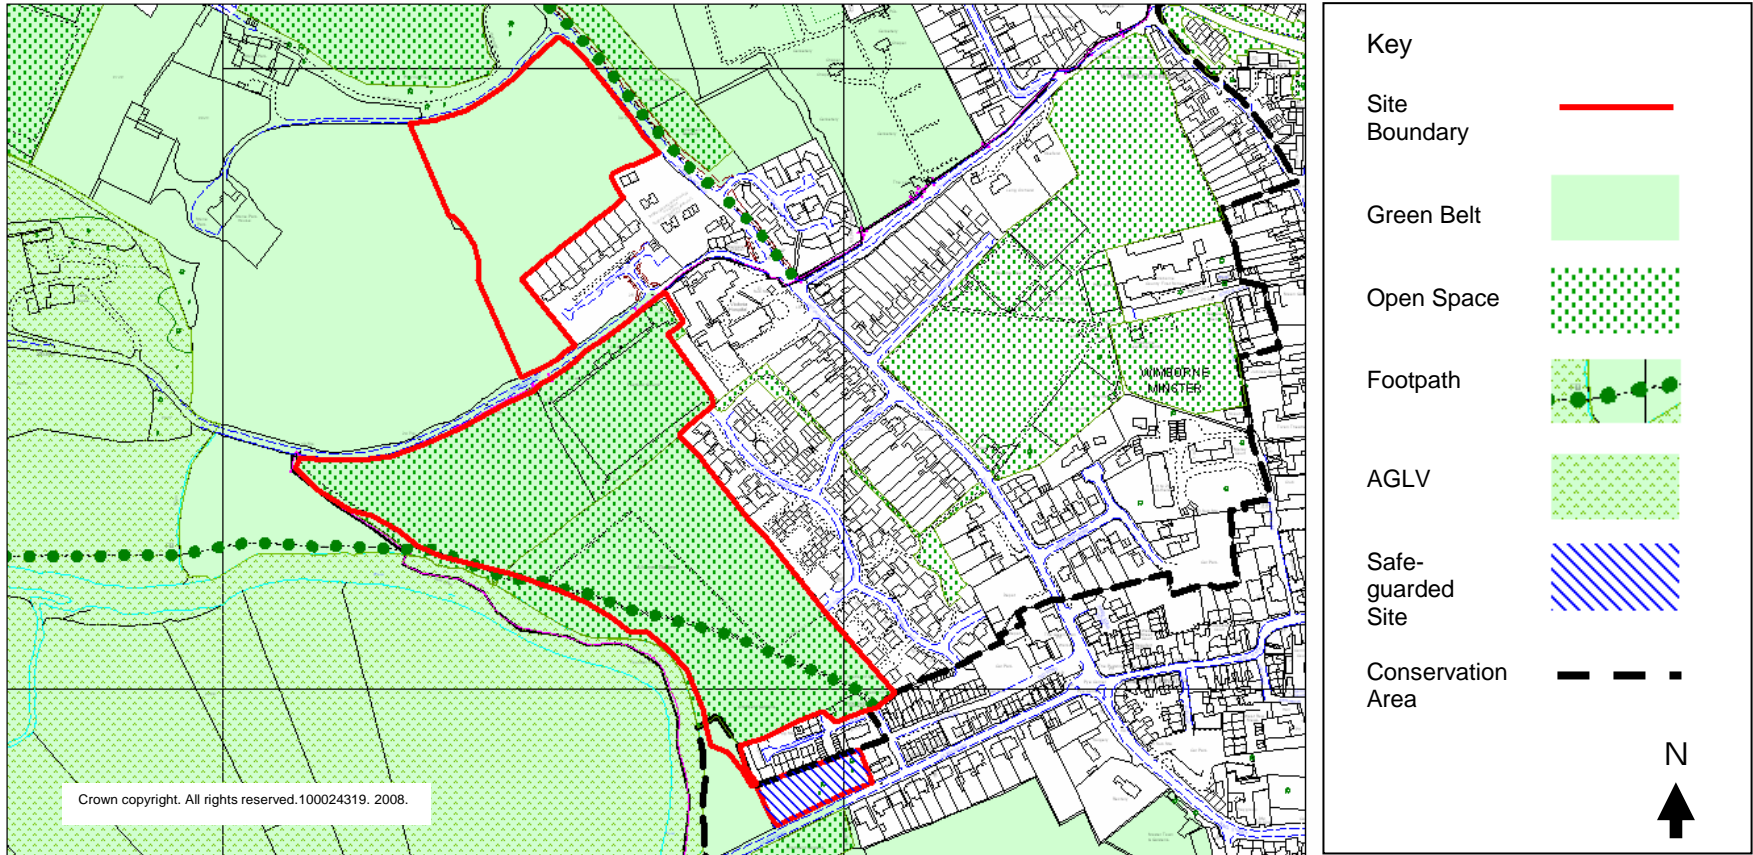 WIMBORNE
MINSTER
Crown copyright. All rights reserved.100024319. 2008.
Key
Site
Boundary
Green Belt
Open Space
Footpath
AGLV
Safe-
guarded
Site
Conservation
Area
N